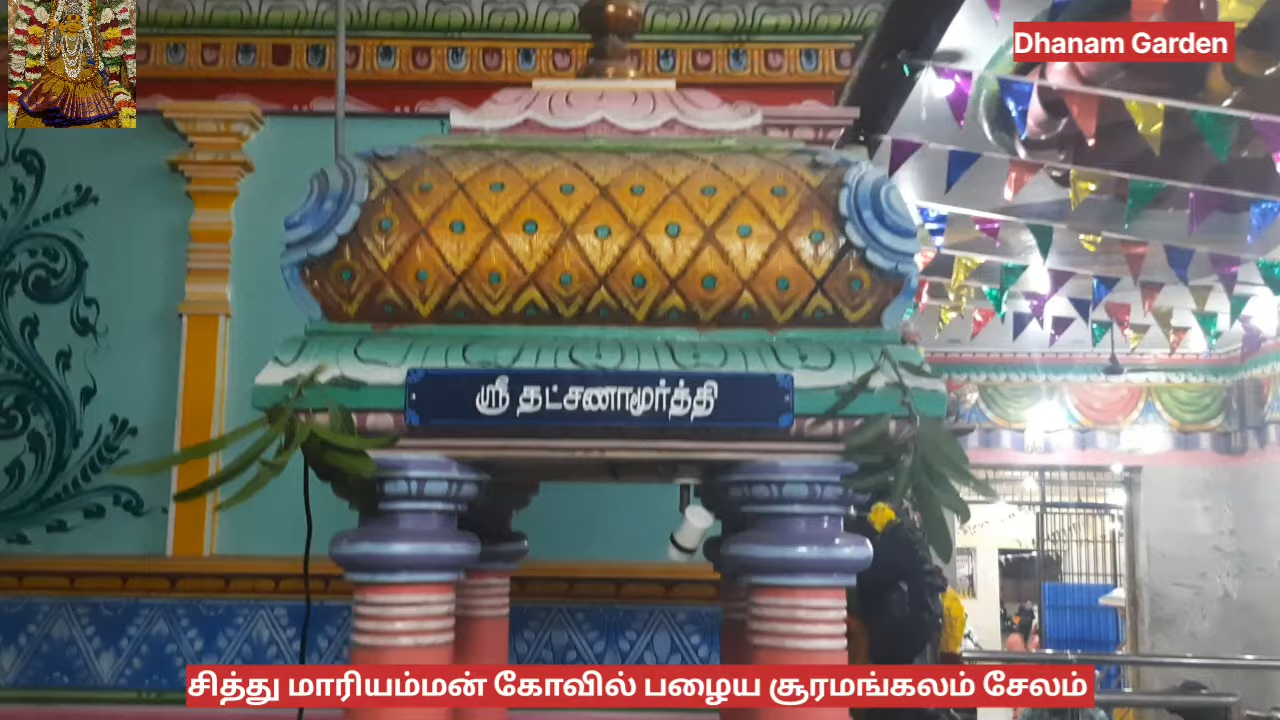 Dhanam Garden
ஸ்ரீ தட்சணாமூர்த்தி
சித்து மாரியம்மன் கோவில் பழைய சூரமங்கலம் சேலம்